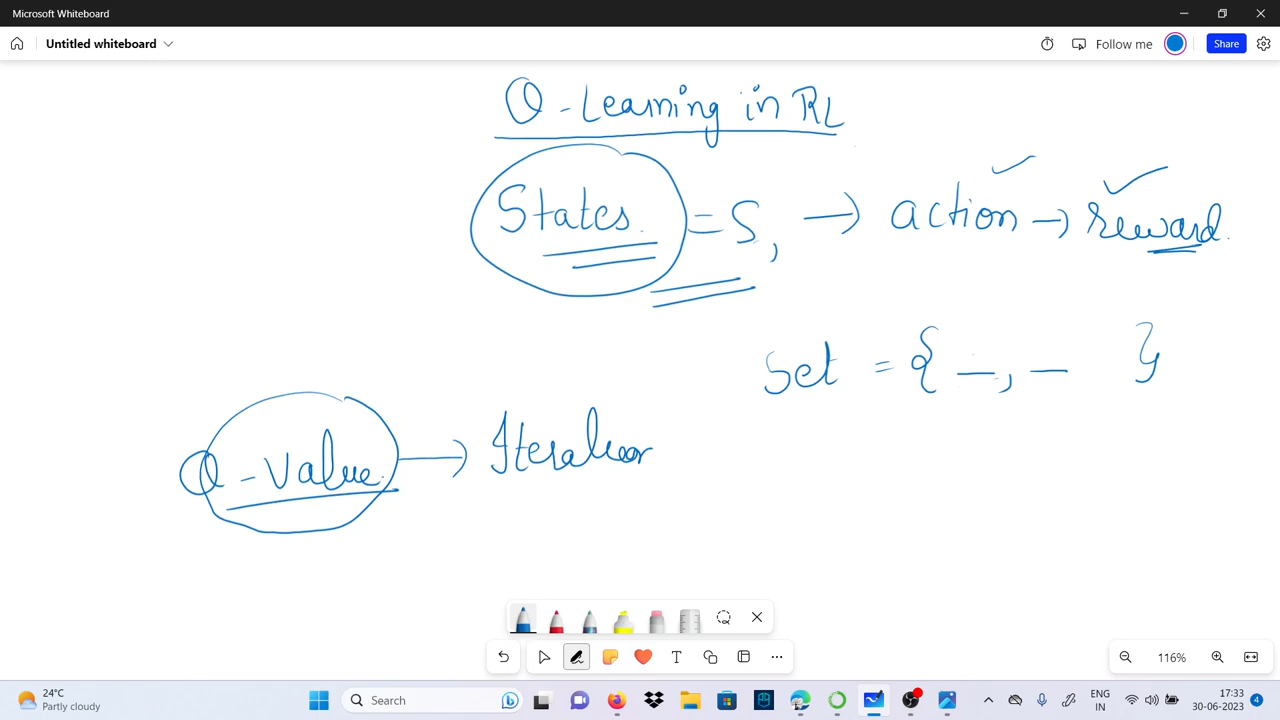 Microsoft Whiteboard
Untitled whiteboard
Follow me
Share
Q - Learning in RL
States. = S, → action → reward.
Set = { _, _ }
Q - Value. → Iteration
116%
24°C
Partly cloudy
Search
ENG
IN
17:33
30-06-2023
4